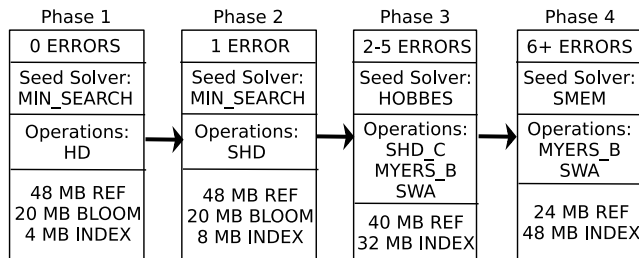 Phase 1
0 ERRORS
Seed Solver:
MIN_SEARCH
Operations:
HD
48 MB REF
20 MB BLOOM
4 MB INDEX
Phase 2
1 ERROR
Seed Solver:
MIN_SEARCH
Operations:
SHD
48 MB REF
20 MB BLOOM
8 MB INDEX
Phase 3
2-5 ERRORS
Seed Solver:
HOBBES
Operations:
SHD_C
MYERS_B
SWA
40 MB REF
32 MB INDEX
Phase 4
6+ ERRORS
Seed Solver:
SMEM
Operations:
MYERS_B
SWA
24 MB REF
48 MB INDEX